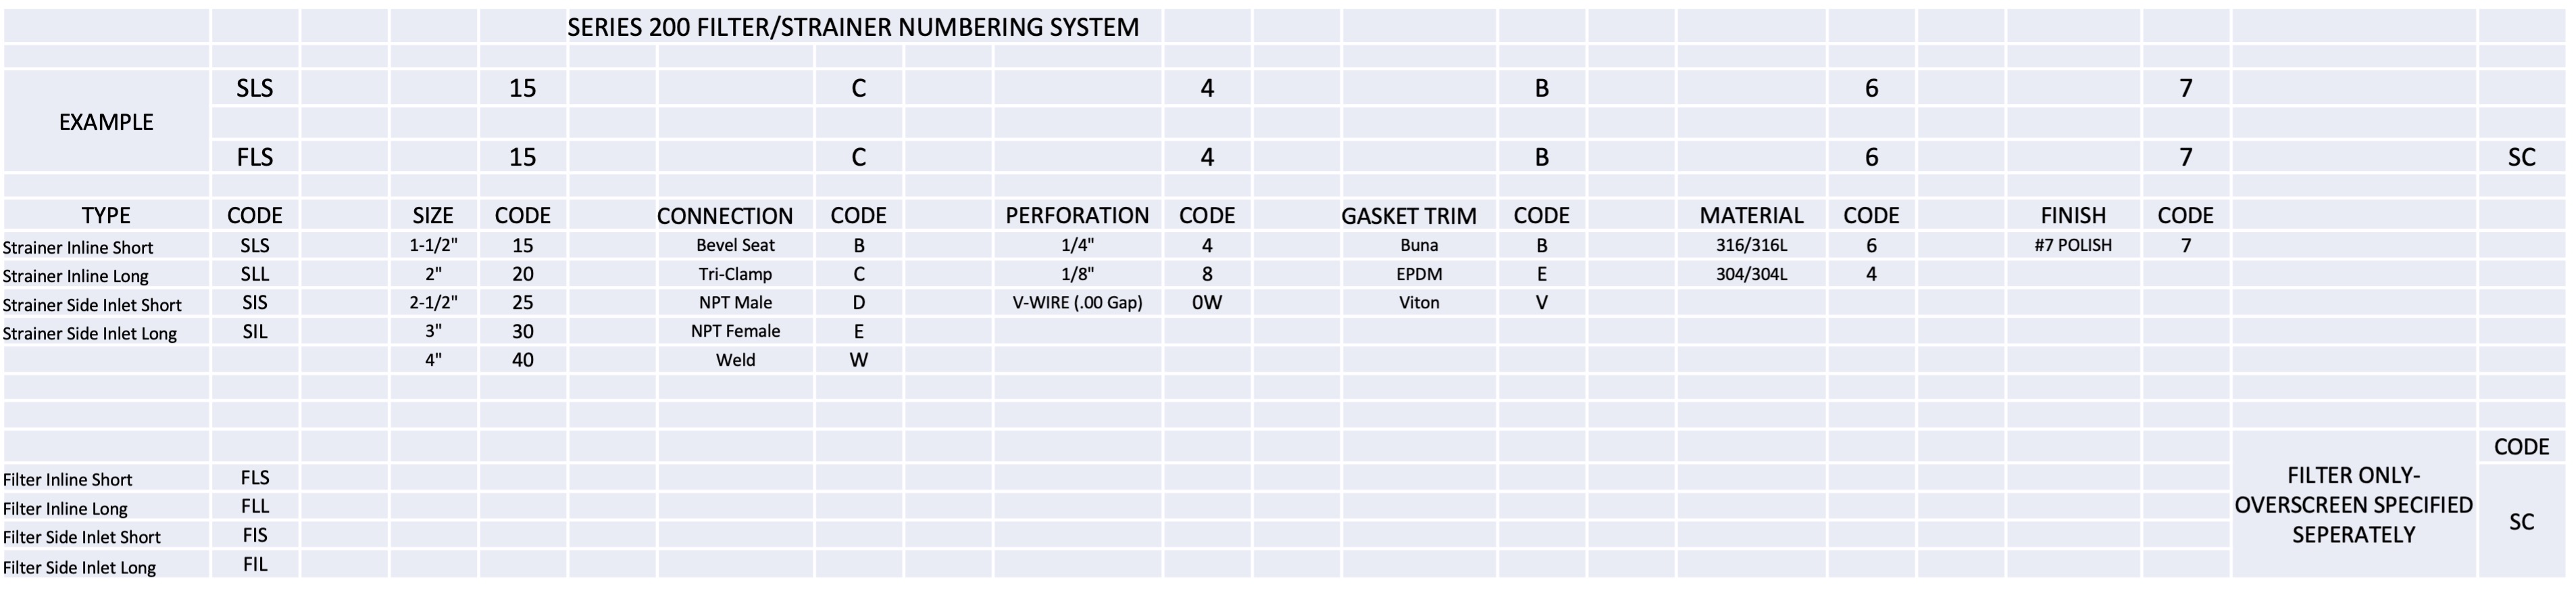 SERIES 200 FILTER/STRAINER NUMBERING SYSTEM
SLS 15 C 4 B 6 7
EXAMPLE
FLS 15 C 4 B 6 7 SC
TYPE CODE SIZE CODE CONNECTION CODE PERFORATION CODE GASKET TRIM CODE MATERIAL CODE FINISH CODE
Strainer Inline Short SLS 1-1/2" 15 Bevel Seat B 1/4" 4 Buna B 316/316L 6 #7 POLISH 7
Strainer Inline Long SLL 2" 20 Tri-Clamp C 1/8" 8 EPDM E 304/304L 4
Strainer Side Inlet Short SIS 2-1/2" 25 NPT Male D V-WIRE (.00 Gap) 0W Viton V
Strainer Side Inlet Long SIL 3" 30 NPT Female E
4" 40 Weld W
CODE
Filter Inline Short FLS
Filter Inline Long FLL
Filter Side Inlet Short FIS
Filter Side Inlet Long FIL
FILTER ONLY-
OVERSCREEN SPECIFIED
SEPERATELY
SC